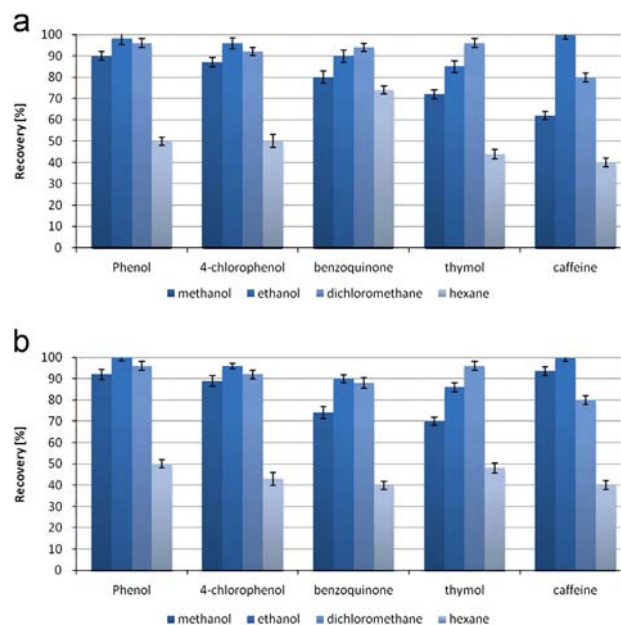 a
Recovery [%]
100
90
80
70
60
50
40
30
20
10
0
Phenol 4-chlorophenol benzoquinone thymol caffeine
methanol ethanol dichloromethane hexane
b
Recovery [%]
100
90
80
70
60
50
40
30
20
10
0
Phenol 4-chlorophenol benzoquinone thymol caffeine
methanol ethanol dichloromethane hexane